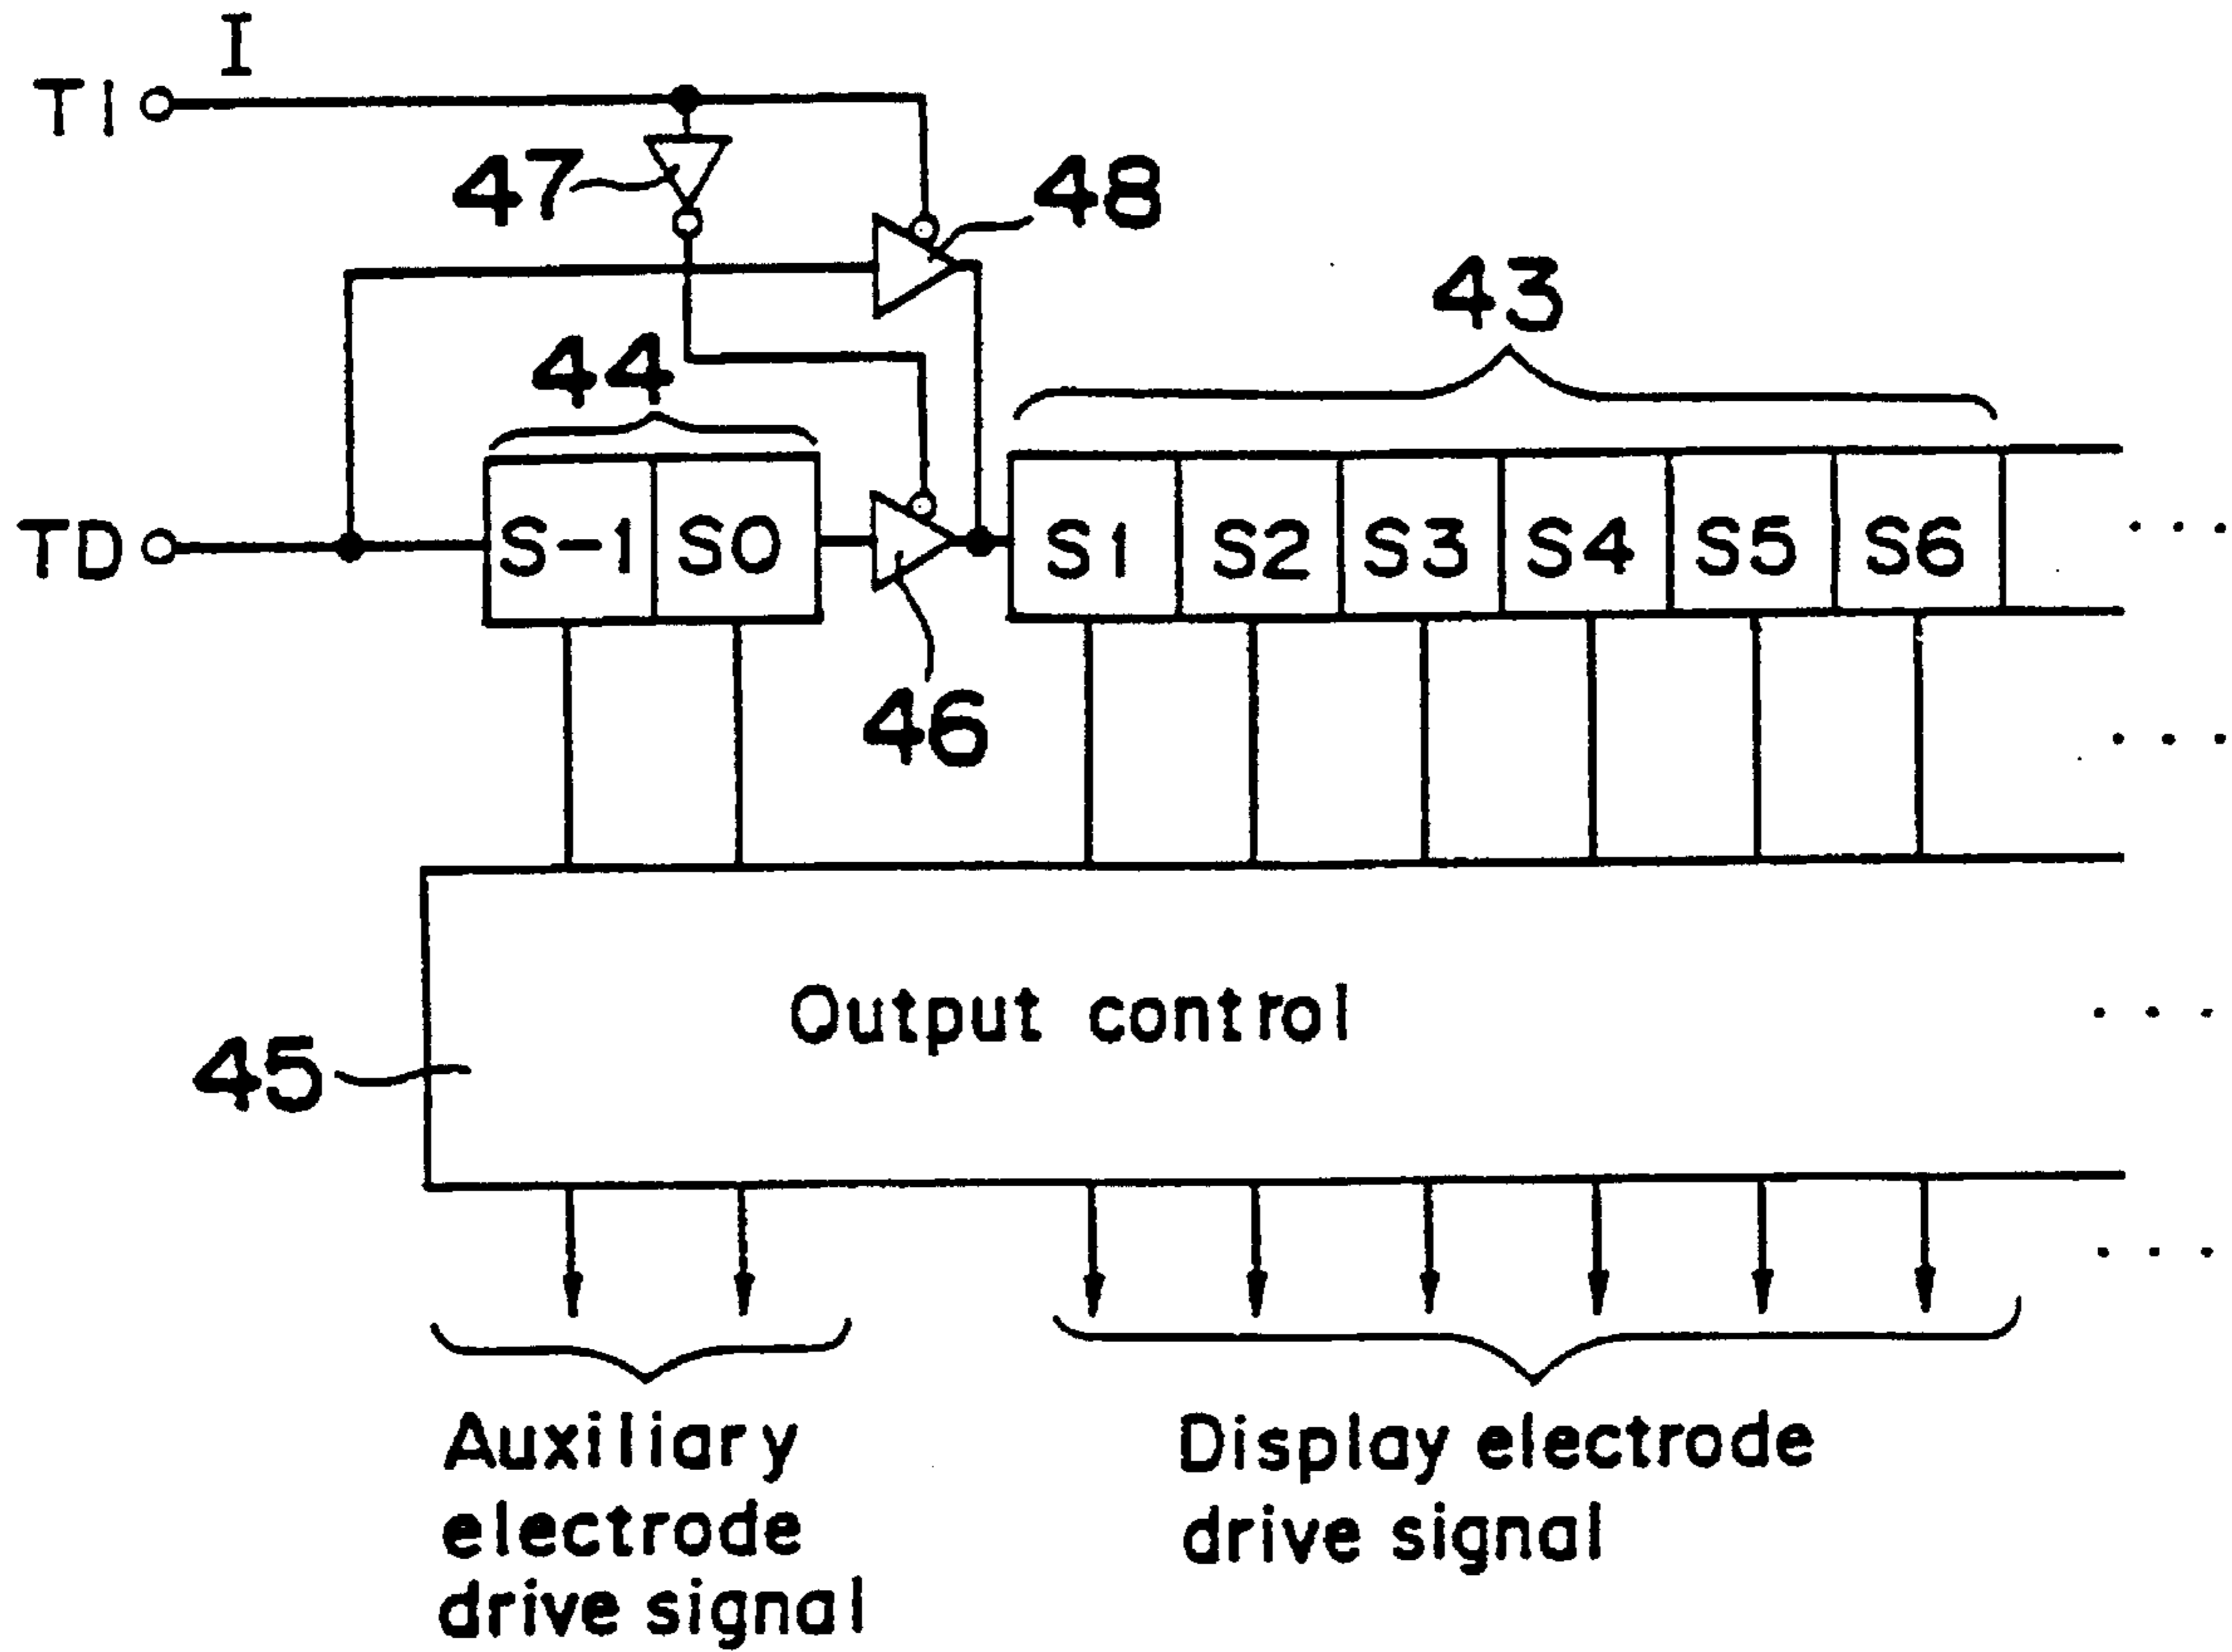 I
TI
47
48
43
44
TD
S-1 S0 S1 S2 S3 S4 S5 S6 ...
46
...
Output control ...
45
...
Auxiliary
electrode
drive signal
Display electrode
drive signal